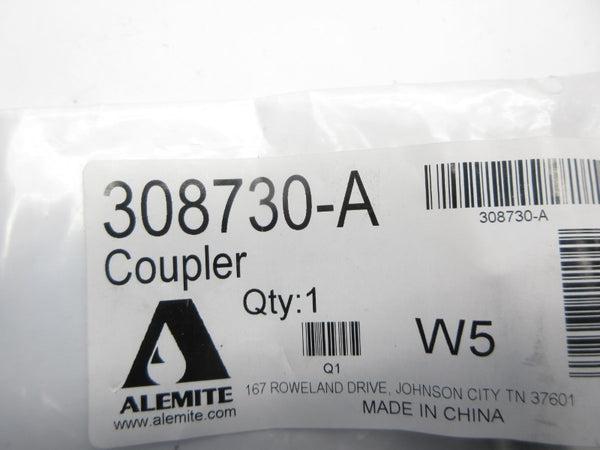 308730-A
308730-A
Coupler
Qty:1
Q1
W5
ALEMITE
www.alemite.com
167 ROWELAND DRIVE, JOHNSON CITY TN 37601
MADE IN CHINA